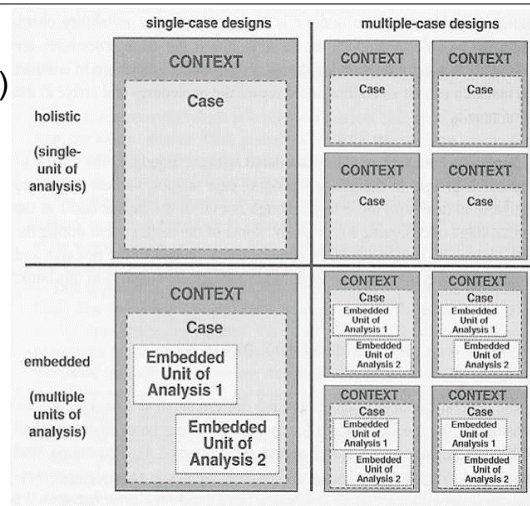 single-case designs
multiple-case designs
)
holistic
(single-
unit of
analysis)
CONTEXT
Case
CONTEXT
Case
CONTEXT
Case
CONTEXT
Case
CONTEXT
Case
embedded
(multiple
units of
analysis)
CONTEXT
Case
Embedded
Unit of
Analysis 1
Embedded
Unit of
Analysis 2
CONTEXT
Case
Embedded
Unit of
Analysis 1
Embedded
Unit of
Analysis 2
CONTEXT
Case
Embedded
Unit of
Analysis 1
Embedded
Unit of
Analysis 2
CONTEXT
Case
Embedded
Unit of
Analysis 1
Embedded
Unit of
Analysis 2
CONTEXT
Case
Embedded
Unit of
Analysis 1
Embedded
Unit of
Analysis 2